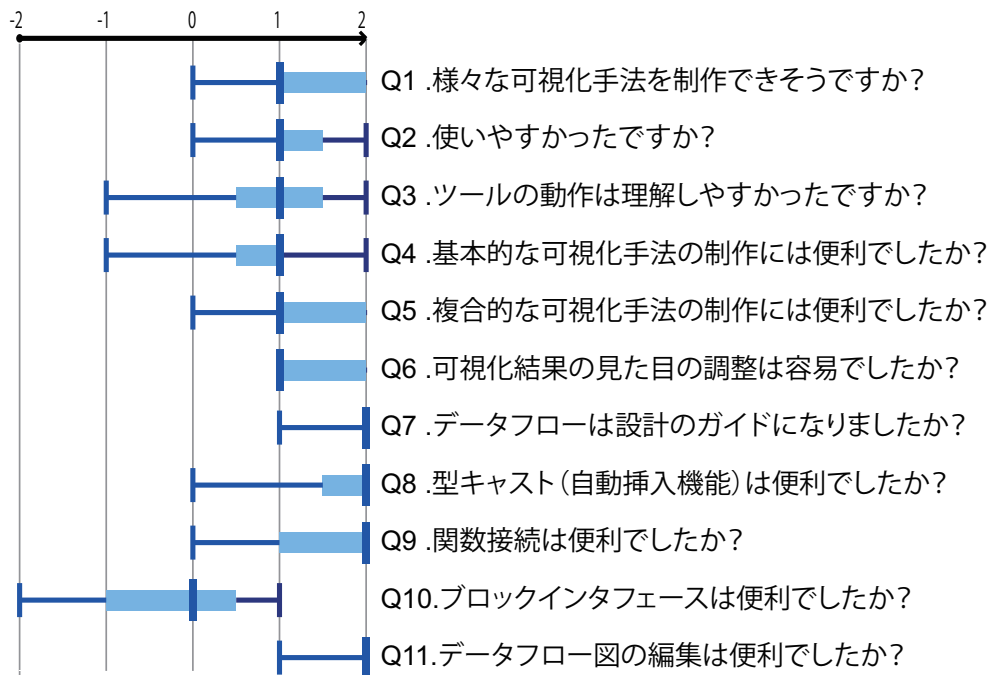 -2 -1 0 1 2
Q1 .様々な可視化手法を制作できそうですか？
Q2 .使いやすかったですか？
Q3 .ツールの動作は理解しやすかったですか？
Q4 .基本的な可視化手法の制作には便利でしたか？
Q5 .複合的な可視化手法の制作には便利でしたか？
Q6 .可視化結果の見た目の調整は容易でしたか？
Q7 .データフローは設計のガイドになりましたか？
Q8 .型キャスト（自動挿入機能）は便利でしたか？
Q9 .関数接続は便利でしたか？
Q10.ブロックインタフェースは便利でしたか？
Q11.データフロー図の編集は便利でしたか？